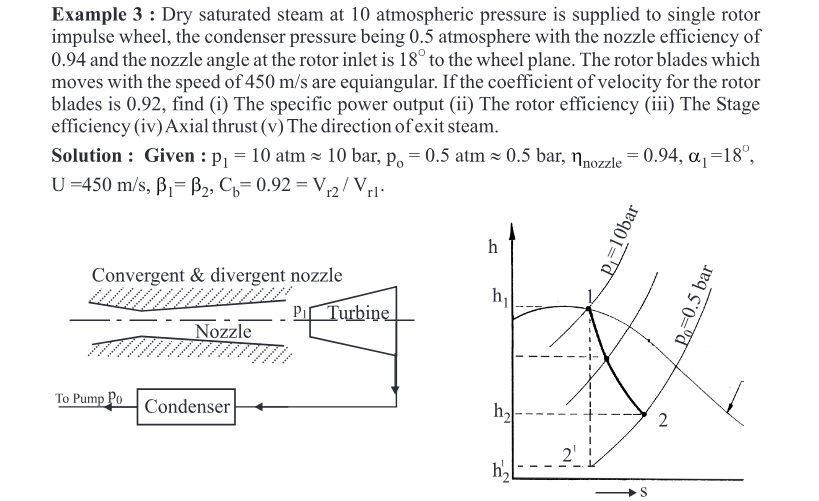 Example 3 : Dry saturated steam at 10 atmospheric pressure is supplied to single rotor
impulse wheel, the condenser pressure being 0.5 atmosphere with the nozzle efficiency of
0.94 and the nozzle angle at the rotor inlet is 18° to the wheel plane. The rotor blades which
moves with the speed of 450 m/s are equiangular. If the coefficient of velocity for the rotor
blades is 0.92, find (i) The specific power output (ii) The rotor efficiency (iii) The Stage
efficiency (iv) Axial thrust (v) The direction of exit steam.
Solution : Given : p₁ = 10 atm ≈ 10 bar, pₒ = 0.5 atm ≈ 0.5 bar, ηnozzle = 0.94, α₁=18°,
U =450 m/s, β₁= β₂, Cb= 0.92 = Vr2 / Vr1.
Convergent & divergent nozzle
p₁ Turbine
Nozzle
To Pump p₀
Condenser
h
p₁=10bar
h₁
1
p₀=0.5 bar
h₂
2
2'
h'₂
s